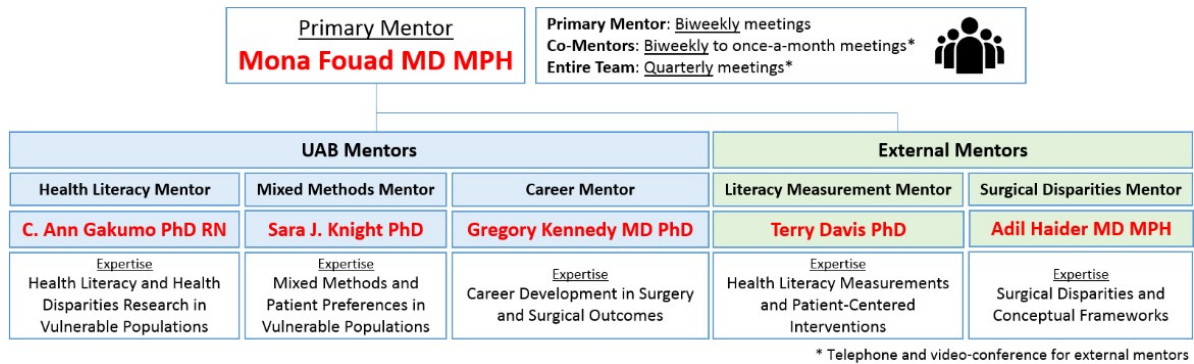 Primary Mentor
Mona Fouad MD MPH
Primary Mentor: Biweekly meetings
Co-Mentors: Biweekly to once-a-month meetings*
Entire Team: Quarterly meetings*
UAB Mentors
External Mentors
Health Literacy Mentor
Mixed Methods Mentor
Career Mentor
Literacy Measurement Mentor
Surgical Disparities Mentor
C. Ann Gakumo PhD RN
Sara J. Knight PhD
Gregory Kennedy MD PhD
Terry Davis PhD
Adil Haider MD MPH
Expertise
Health Literacy and Health
Disparities Research in
Vulnerable Populations
Expertise
Mixed Methods and
Patient Preferences in
Vulnerable Populations
Expertise
Career Development in Surgery
and Surgical Outcomes
Expertise
Health Literacy Measurements
and Patient-Centered
Interventions
Expertise
Surgical Disparities and
Conceptual Frameworks
* Telephone and video-conference for external mentors